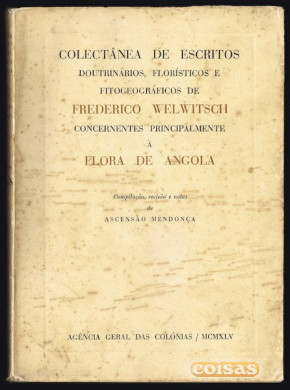 COLECTÂNEA DE ESCRITOS
DOUTRINÁRIOS, FLORÍSTICOS E
FITOGEOGRÁFICOS DE
FREDERICO WELWITSCH
CONCERNENTES PRINCIPALMENTE
À
FLORA DE ANGOLA
Compilação, revisão e notas
de
ASCENSÃO MENDONÇA
AGÊNCIA GERAL DAS COLÓNIAS / MCMXLV
coisas